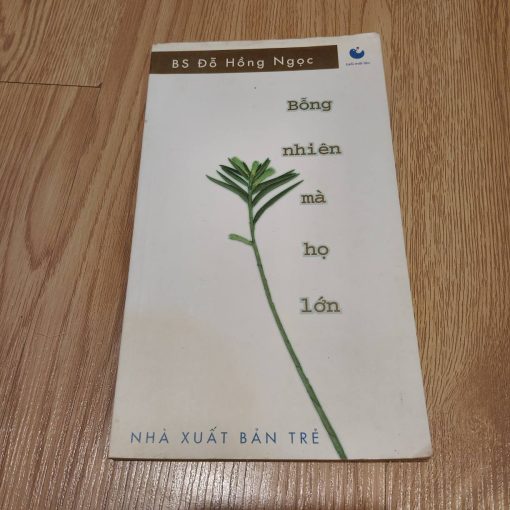 BS Đỗ Hồng Ngọc
Bỗng
nhiên
mà
họ
lớn
NHÀ XUẤT BẢN TRẺ